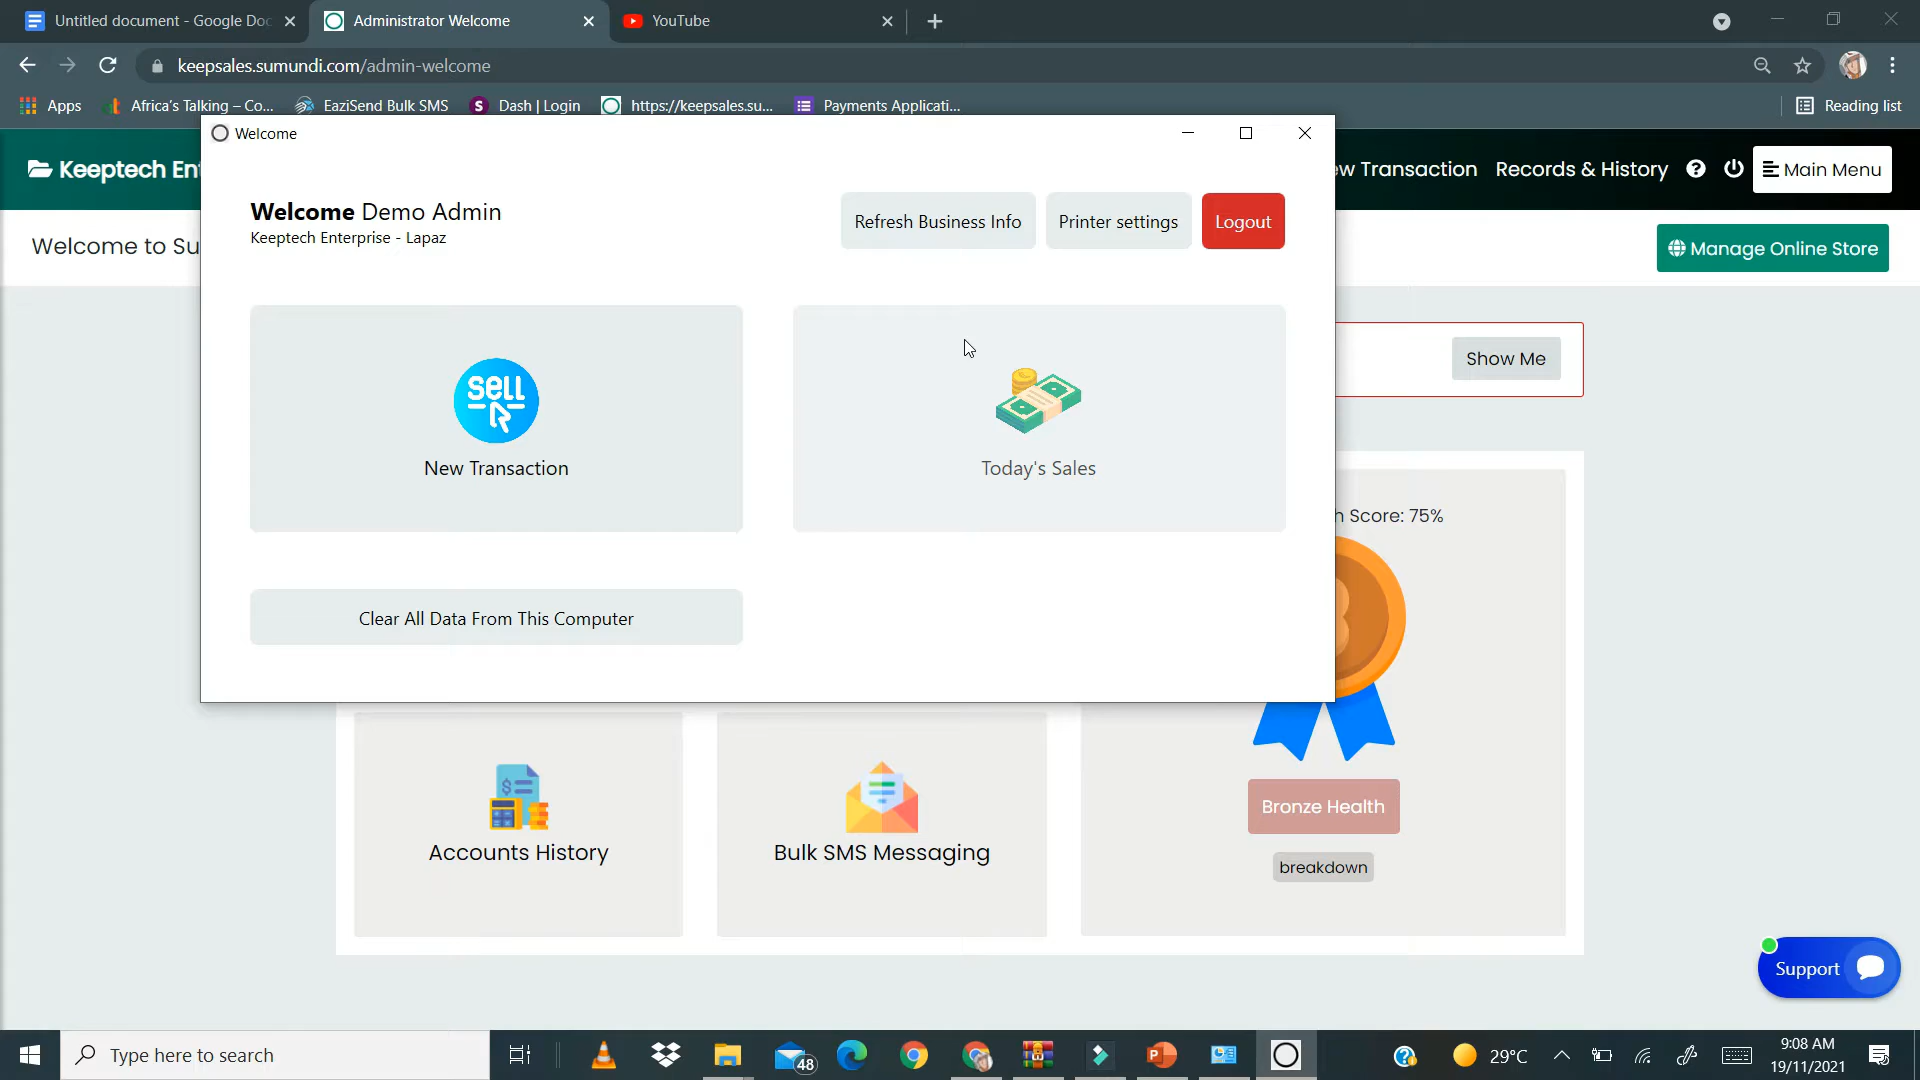 Untitled document - Google Doc
Administrator Welcome
YouTube
keepsales.sumundi.com/admin-welcome
Apps
Africa's Talking – Co...
EaziSend Bulk SMS
S
Dash | Login
https://keepsales.su...
Payments Applicati...
Reading list
Keeptech Ent
Transaction
Records & History
Main Menu
Welcome to Su
Manage Online Store
Welcome
Welcome Demo Admin
Keeptech Enterprise - Lapaz
Refresh Business Info
Printer settings
Logout
SELL
New Transaction
Today's Sales
Clear All Data From This Computer
Show Me
Score: 75%
Accounts History
Bulk SMS Messaging
Bronze Health
breakdown
Support
Type here to search
48
29°C
9:08 AM
19/11/2021